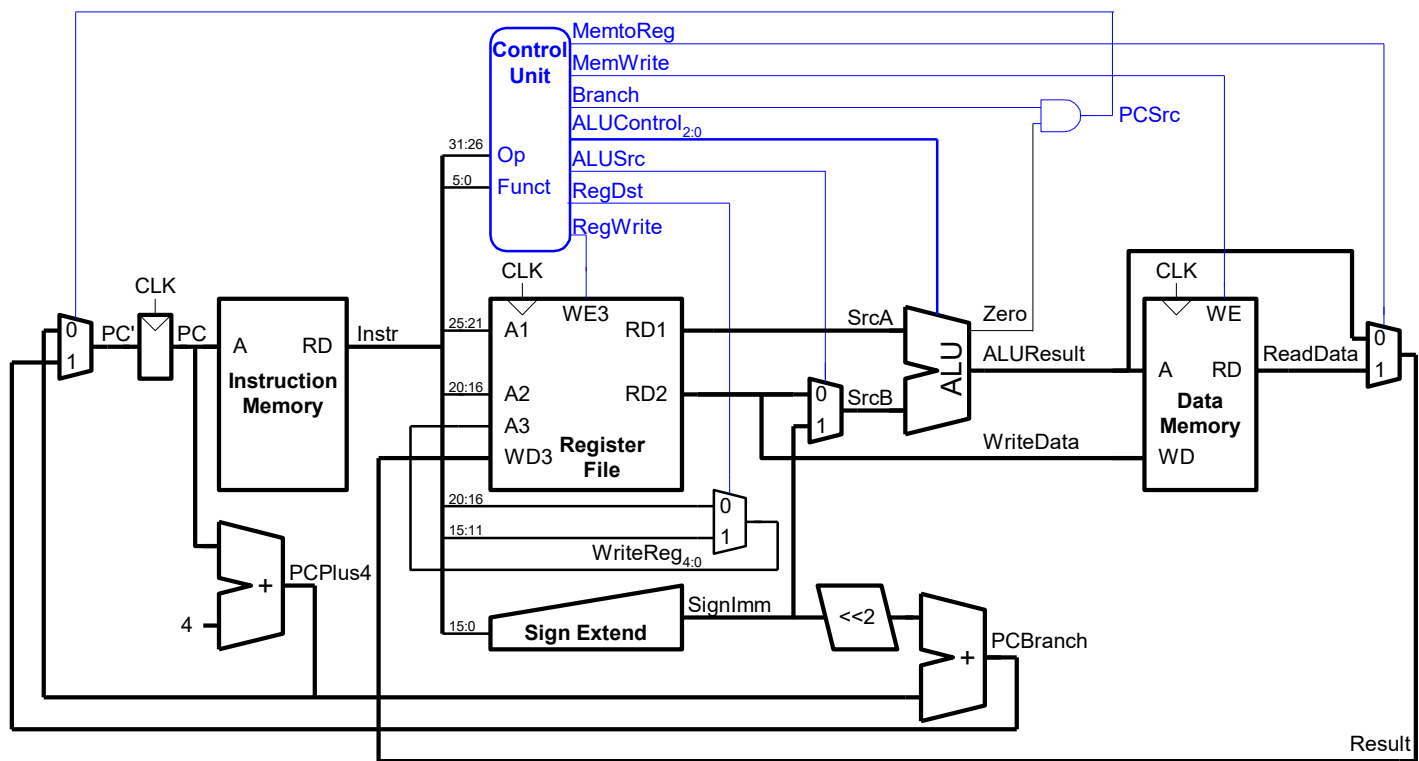 MemtoReg
Control
Unit
MemWrite
Branch
PCSrc
ALUControl2:0
31:26
Op
ALUSrc
5:0
Funct
RegDst
RegWrite
CLK
CLK
CLK
0
1
PC'
PC
A
RD
Instruction
Memory
Instr
25:21
A1
WE3
RD1
SrcA
Zero
ALU
ALUResult
WE
ReadData
0
1
20:16
A2
RD2
0
1
SrcB
A
RD
Data
Memory
A3
WD3
Register
File
WriteData
WD
20:16
0
15:11
1
WriteReg4:0
PCPlus4
+
4
SignImm
15:0
Sign Extend
<<2
+
PCBranch
Result